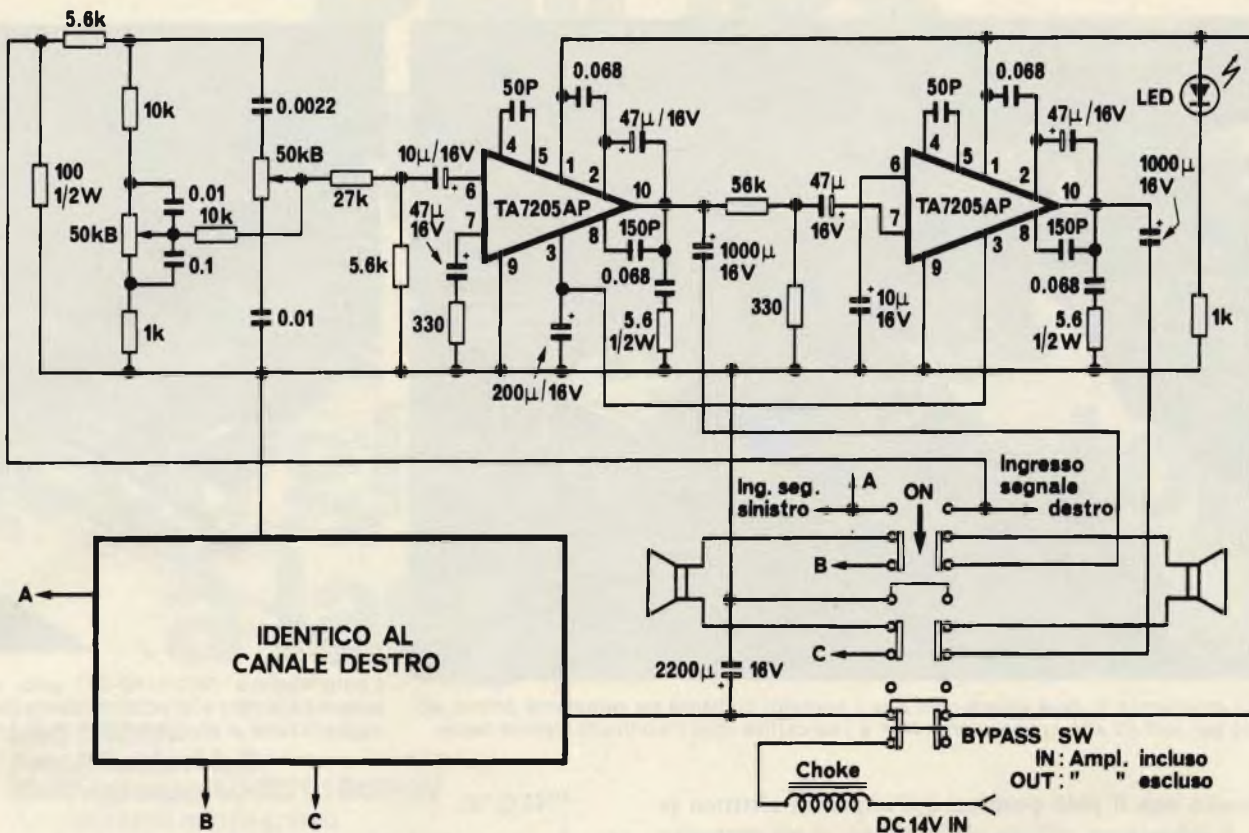 5.6k
10k
0.0022
100
1/2W
0.01
50kB
50kB
10k
0.1
1k
0.01
27k
5.6k
10μ/16V
47μ
16V
330
50P
4
5
1
6
7
TA7205AP
2
10
8
3
9
0.068
47μ/16V
150P
0.068
5.6
1/2W
200μ/16V
1000μ
16V
56k
47μ
16V
330
10μ
16V
50P
4
5
1
6
7
TA7205AP
2
10
8
3
9
0.068
47μ/16V
150P
0.068
5.6
1/2W
1000μ
16V
LED
1k
Ing. seg.
sinistro
A
ON
Ingresso
segnale
destro
B
C
2200μ
16V
BYPASS SW
IN: Ampl. incluso
OUT: " " escluso
Choke
DC 14V IN
A
IDENTICO AL
CANALE DESTRO
B
C